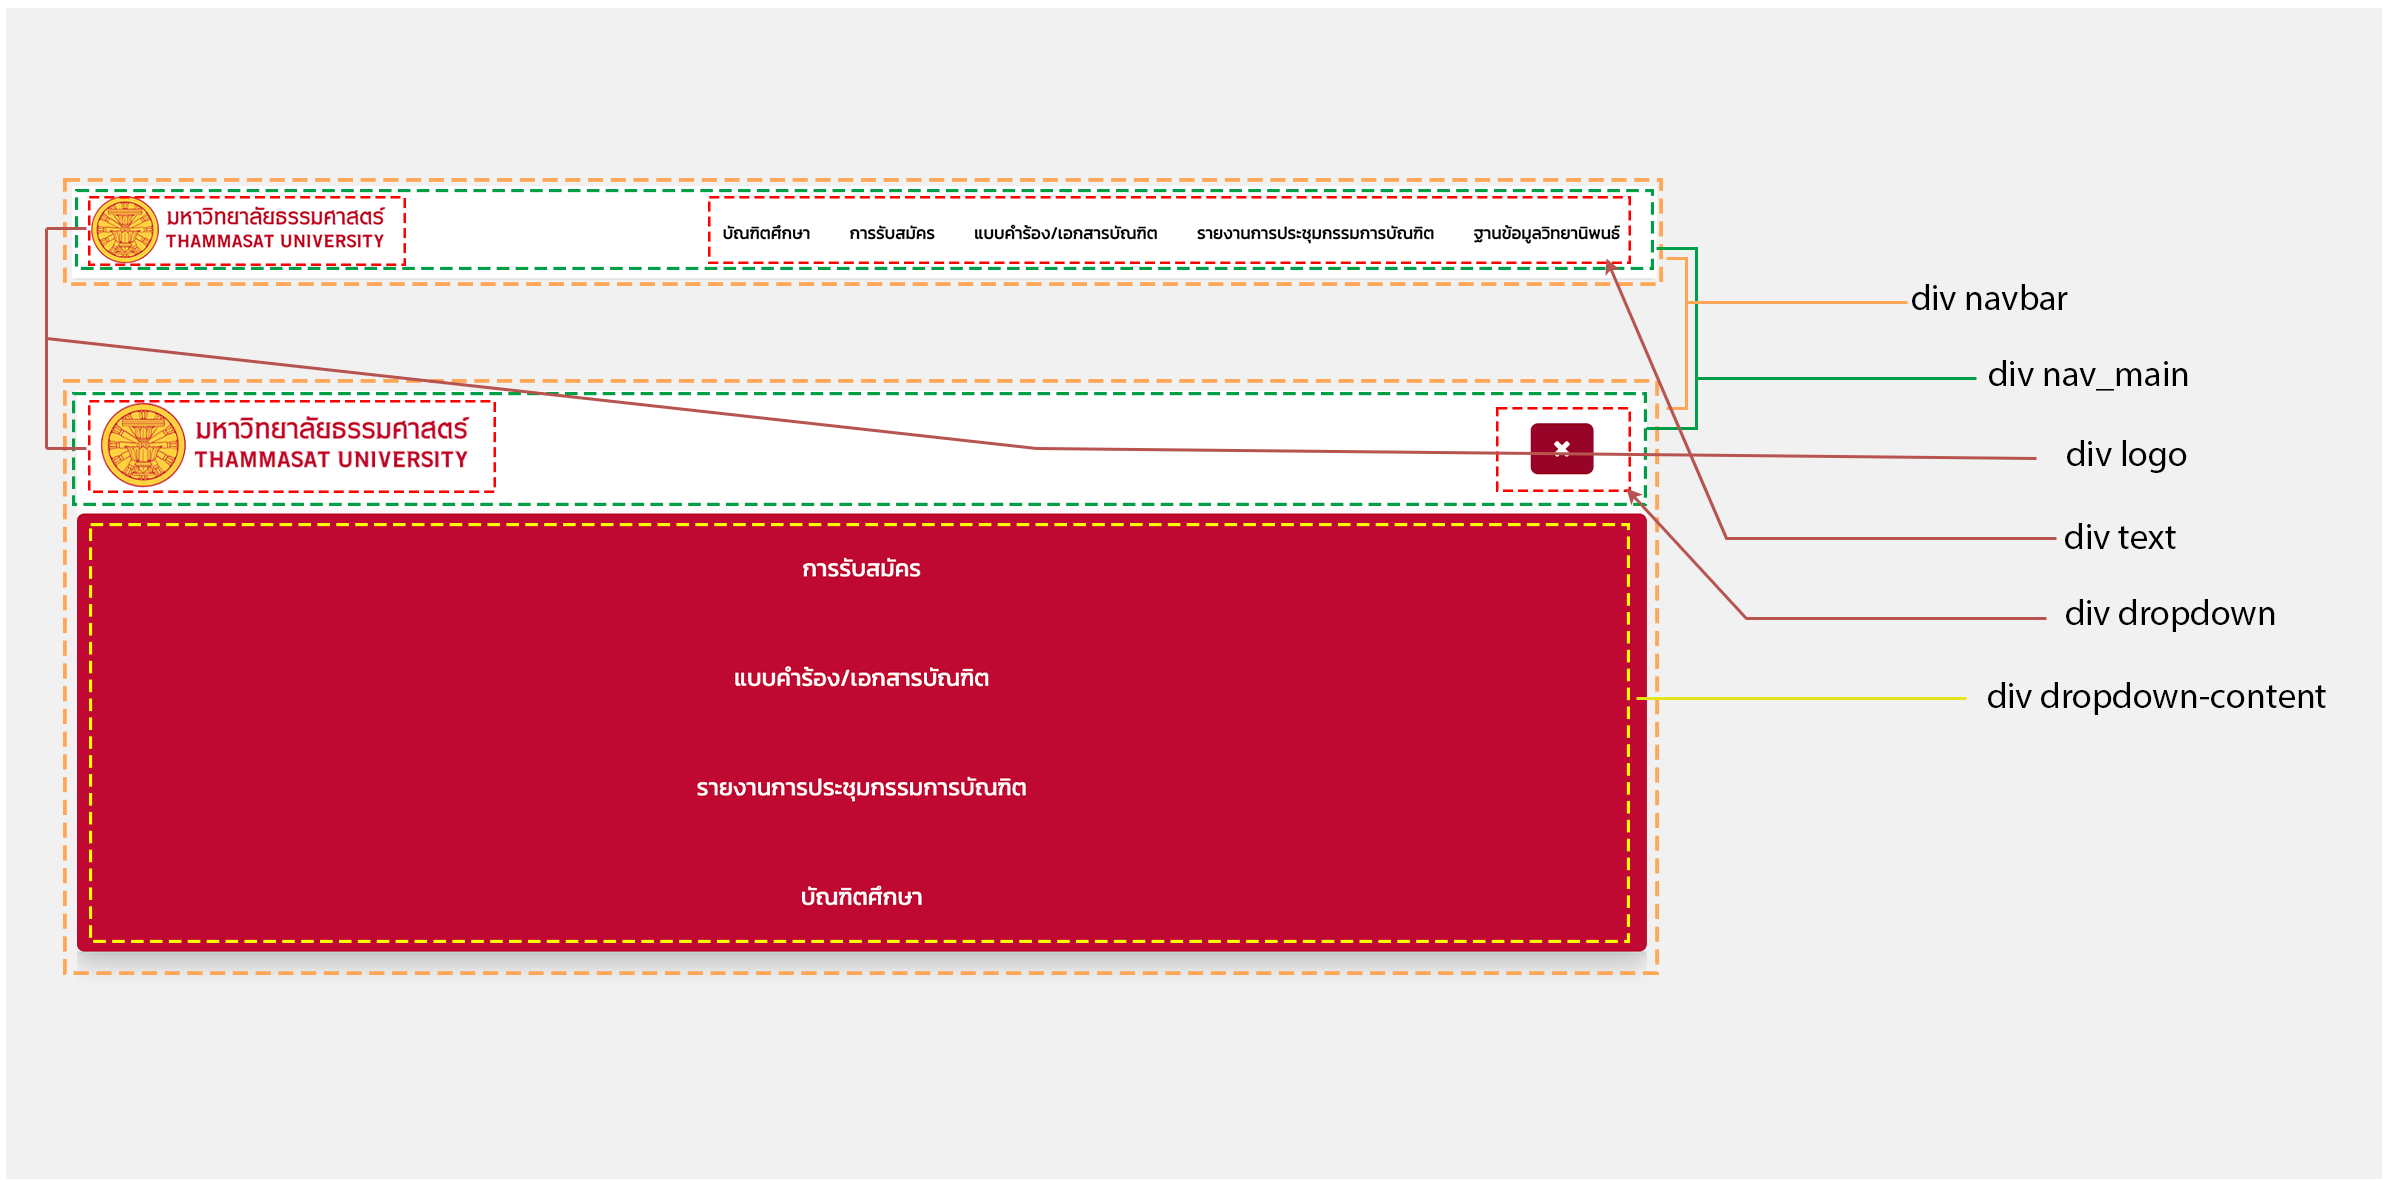 มหาวิทยาลัยธรรมศาสตร์
THAMMASAT UNIVERSITY
บัณฑิตศึกษา การรับสมัคร แบบคำร้อง/เอกสารบัณฑิต รายงานการประชุมกรรมการบัณฑิต ฐานข้อมูลวิทยานิพนธ์
div navbar
div nav_main
มหาวิทยาลัยธรรมศาสตร์
THAMMASAT UNIVERSITY
div logo
div text
การรับสมัคร
div dropdown
แบบคำร้อง/เอกสารบัณฑิต
div dropdown-content
รายงานการประชุมกรรมการบัณฑิต
บัณฑิตศึกษา